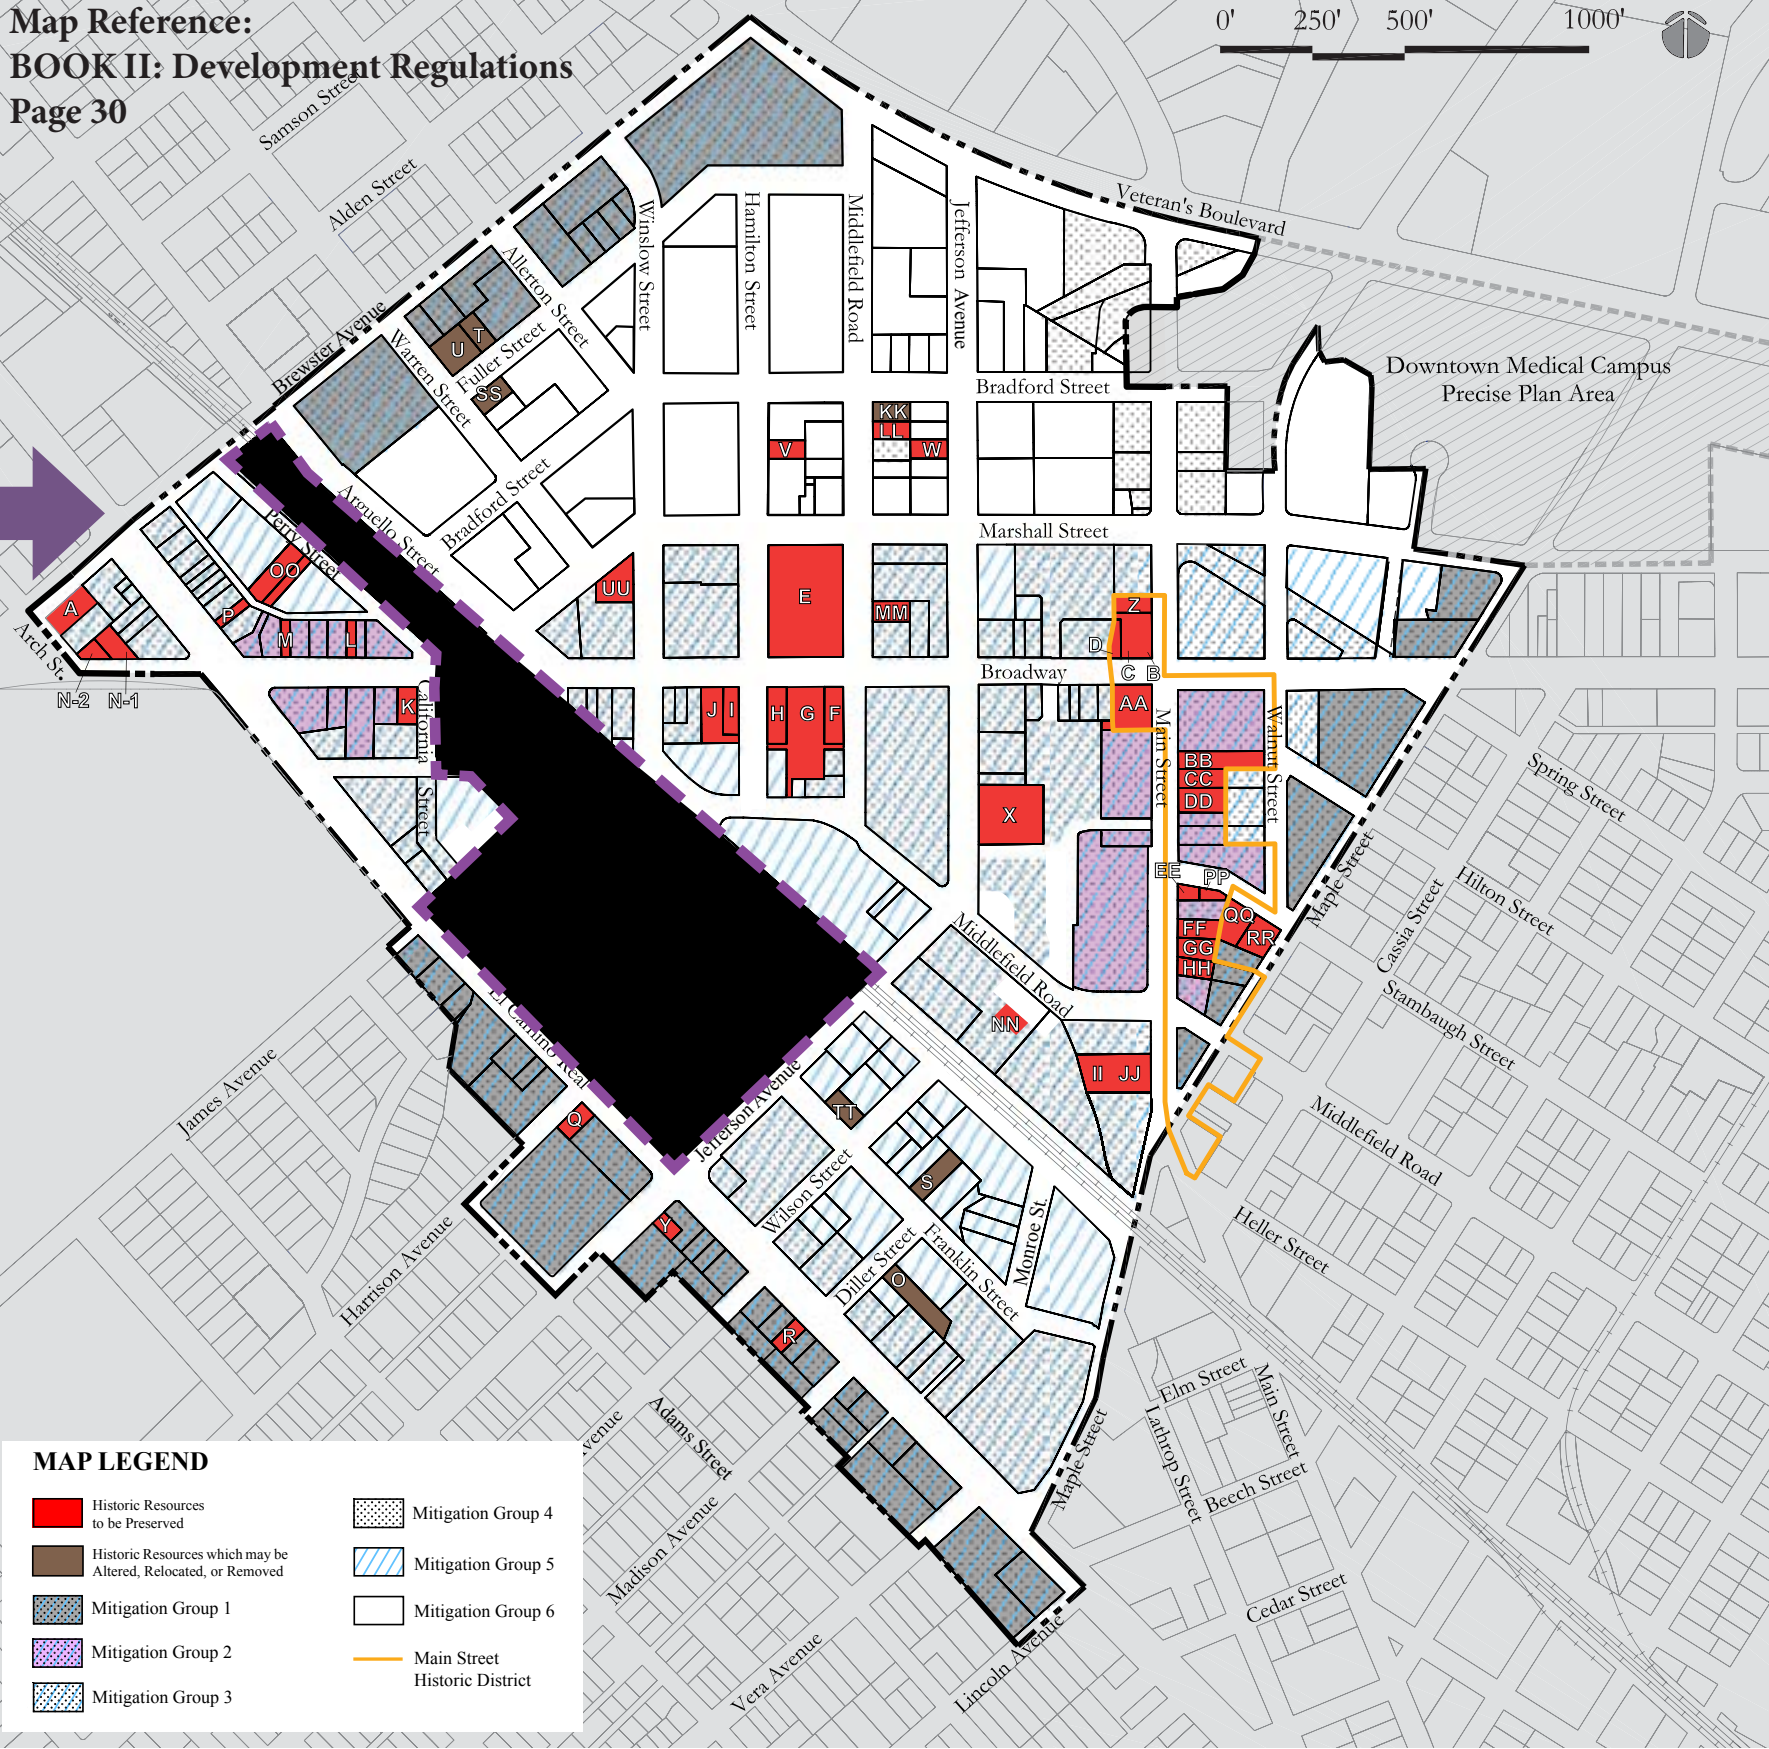 Map Reference:
BOOK II: Development Regulations
Page 30
0' 250' 500' 1000'
Samson Street
Alden Street
Brewster Avenue
Veteran's Boulevard
Winslow Street
Hamilton Street
Middlefield Road
Jefferson Avenue
Allerton Street
Warren Street
Fuller Street
T
U
SS
Downtown Medical Campus
Precise Plan Area
Bradford Street
KK
LL
V
W
Arguello Street
Bradford Street
Perry Street
Marshall Street
OO
UU
E
MM
Z
A
P
M
L
D
C
B
Arch St.
N-2
N-1
Broadway
K
J
I
H
G
F
AA
California
Street
Main Street
Walnut Street
BB
CC
DD
X
Spring Street
EE
PP
Maple Street
Hilton Street
Cassia Street
QQ
RR
FF
GG
HH
Middlefield Road
El Camino Real
NN
Stambaugh Street
II
JJ
James Avenue
Q
TT
Jefferson Avenue
Middlefield Road
S
Wilson Street
Y
Harrison Avenue
Monroe St.
Franklin Street
Diller Street
Heller Street
O
R
Elm Street
Main Street
Lathrop Street
Maple Street
Beech Street
venue
Adams Street
Madison Avenue
Cedar Street
Vera Avenue
Lincoln Avenue
MAP LEGEND
Historic Resources
to be Preserved
Historic Resources which may be
Altered, Relocated, or Removed
Mitigation Group 1
Mitigation Group 2
Mitigation Group 3
Mitigation Group 4
Mitigation Group 5
Mitigation Group 6
Main Street
Historic District